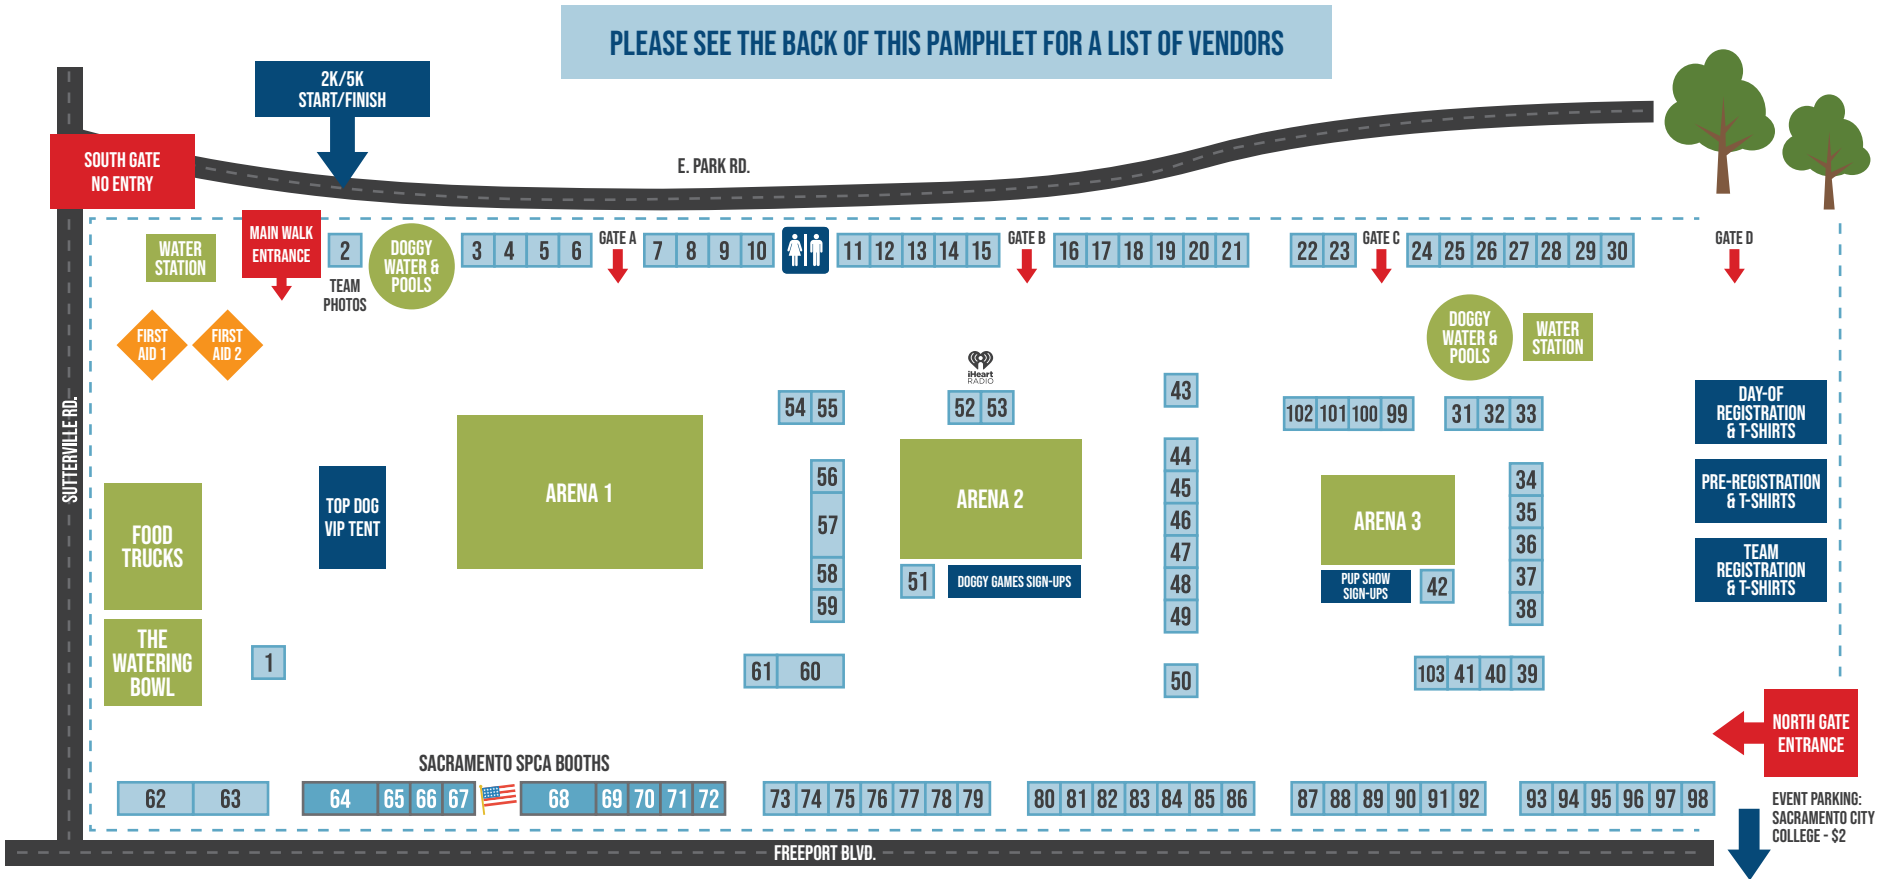 PLEASE SEE THE BACK OF THIS PAMPHLET FOR A LIST OF VENDORS
2K/5K
START/FINISH
SOUTH GATE
NO ENTRY
E. PARK RD.
WATER
STATION
MAIN WALK
ENTRANCE
2
TEAM
PHOTOS
DOGGY
WATER &
POOLS
3 4 5 6
GATE A
7 8 9 10
11 12 13 14 15
GATE B
16 17 18 19 20 21
22 23
GATE C
24 25 26 27 28 29 30
GATE D
FIRST
AID 1
FIRST
AID 2
DOGGY
WATER &
POOLS
WATER
STATION
iHeart
RADIO
54 55
52 53
43
102 101 100 99
31 32 33
DAY-OF
REGISTRATION
& T-SHIRTS
SUTTERVILLE RD.
ARENA 1
56
57
58
59
ARENA 2
44
45
46
47
48
49
ARENA 3
34
35
36
37
38
PRE-REGISTRATION
& T-SHIRTS
TOP DOG
VIP TENT
FOOD
TRUCKS
51
DOGGY GAMES SIGN-UPS
PUP SHOW
SIGN-UPS
42
TEAM
REGISTRATION
& T-SHIRTS
THE
WATERING
BOWL
1
61 60
50
103 41 40 39
NORTH GATE
ENTRANCE
SACRAMENTO SPCA BOOTHS
62 63
64 65 66 67
68 69 70 71 72
73 74 75 76 77 78 79
80 81 82 83 84 85 86
87 88 89 90 91 92
93 94 95 96 97 98
EVENT PARKING:
SACRAMENTO CITY
COLLEGE - $2
FREEPORT BLVD.